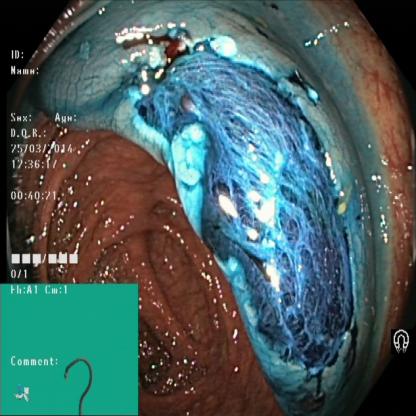 ID:
Name:
Sex: Age:
D.O.B.:
25/03/2014
12:36:17
00:40:21
0/1
Eh:A1 Cm:1
Comment: